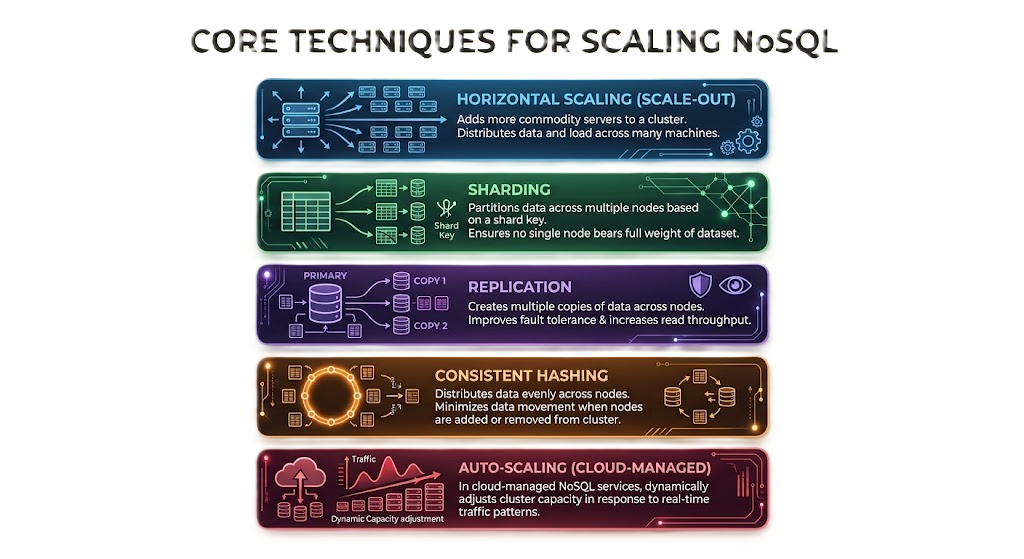 CORE TECHNIQUES FOR SCALING NoSQL
HORIZONTAL SCALING (SCALE-OUT)
Adds more commodity servers to a cluster.
Distributes data and load across many machines.
Shard
Key
SHARDING
Partitions data across multiple nodes based
on a shard key.
Ensures no single node bears full weight of dataset.
PRIMARY
COPY 1
COPY 2
REPLICATION
Creates multiple copies of data across nodes.
Improves fault tolerance & increases read throughput.
CONSISTENT HASHING
Distributes data evenly across nodes.
Minimizes data movement when nodes
are added or removed from cluster.
Traffic
Dynamic Capacity adjustment
AUTO-SCALING (CLOUD-MANAGED)
In cloud-managed NoSQL services, dynamically
adjusts cluster capacity in response to real-time
traffic patterns.